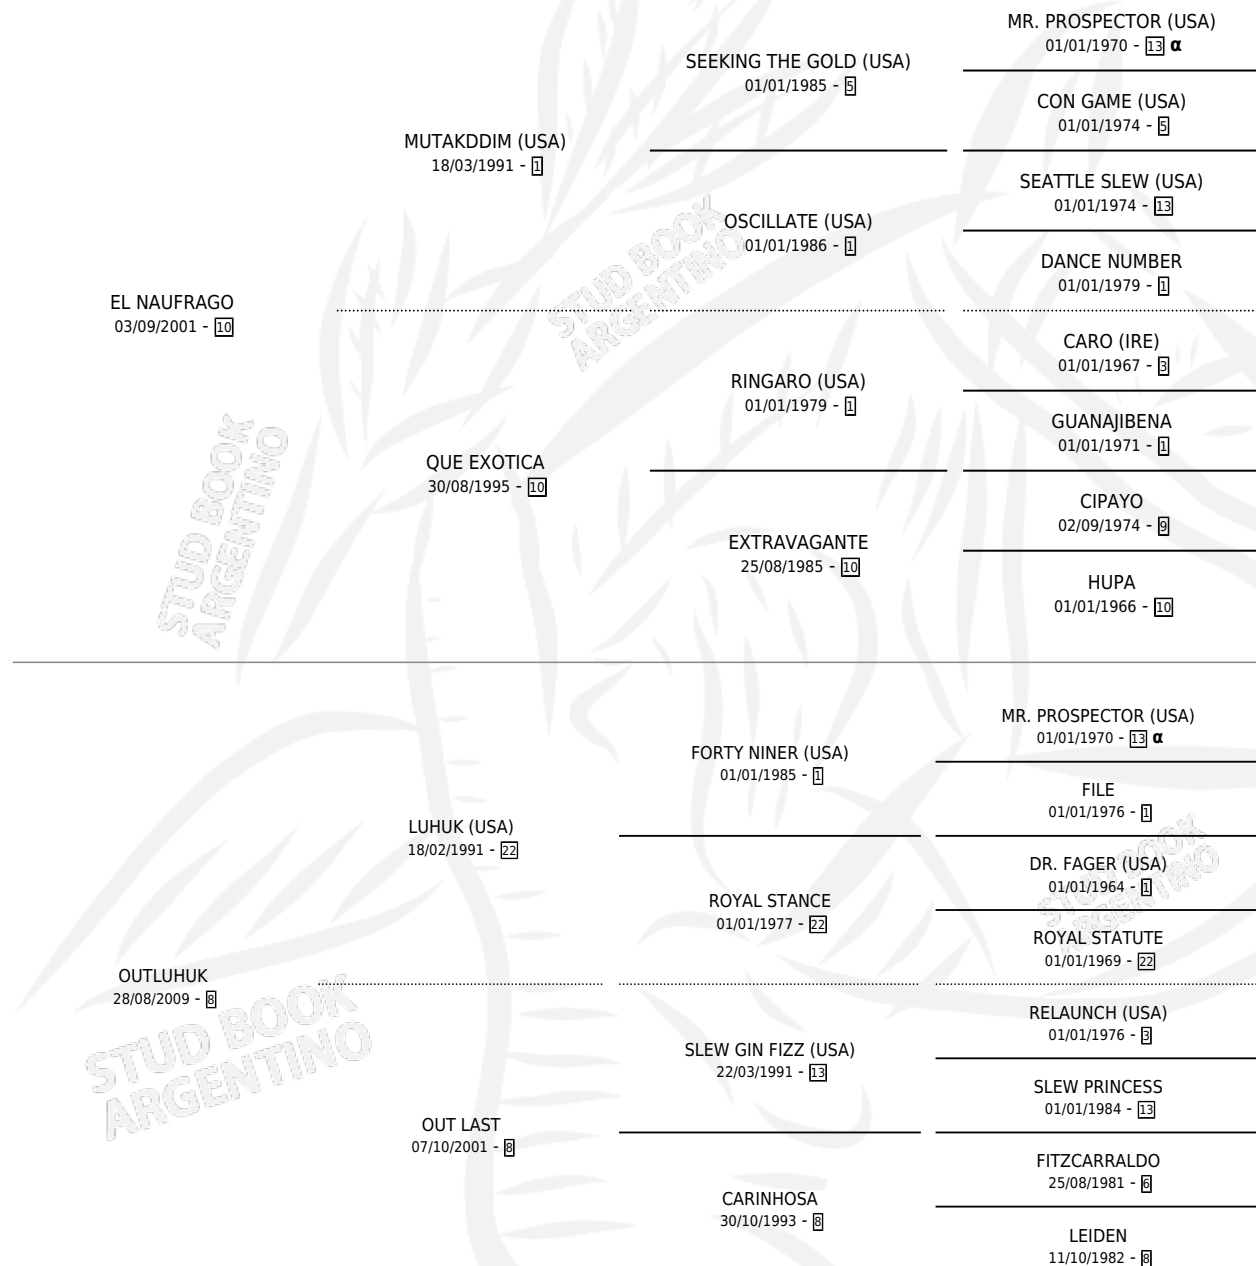 MR. PROSPECTOR (USA)
01/01/1970 - 13 α
SEEKING THE GOLD (USA)
01/01/1985 - 5
CON GAME (USA)
01/01/1974 - 5
MUTAKDDIM (USA)
18/03/1991 - 1
SEATTLE SLEW (USA)
01/01/1974 - 13
OSCILLATE (USA)
01/01/1986 - 1
DANCE NUMBER
01/01/1979 - 1
EL NAUFRAGO
03/09/2001 - 10
CARO (IRE)
01/01/1967 - 3
RINGARO (USA)
01/01/1979 - 1
GUANAJIBENA
01/01/1971 - 1
QUE EXOTICA
30/08/1995 - 10
CIPAYO
02/09/1974 - 9
EXTRAVAGANTE
25/08/1985 - 10
HUPA
01/01/1966 - 10
MR. PROSPECTOR (USA)
01/01/1970 - 13 α
FORTY NINER (USA)
01/01/1985 - 1
FILE
01/01/1976 - 1
LUHUK (USA)
18/02/1991 - 22
DR. FAGER (USA)
01/01/1964 - 1
ROYAL STANCE
01/01/1977 - 22
ROYAL STATUTE
01/01/1969 - 22
OUTLUHUK
28/08/2009 - 8
RELAUNCH (USA)
01/01/1976 - 3
SLEW GIN FIZZ (USA)
22/03/1991 - 13
SLEW PRINCESS
01/01/1984 - 13
OUT LAST
07/10/2001 - 8
FITZCARRALDO
25/08/1981 - 6
CARINHOSA
30/10/1993 - 8
LEIDEN
11/10/1982 - 8
STUD BOOK
ARGENTINO
STUD BOOK
ARGENTINO
STUD BOOK
ARGENTINO
STUD BOOK
ARGENTINO